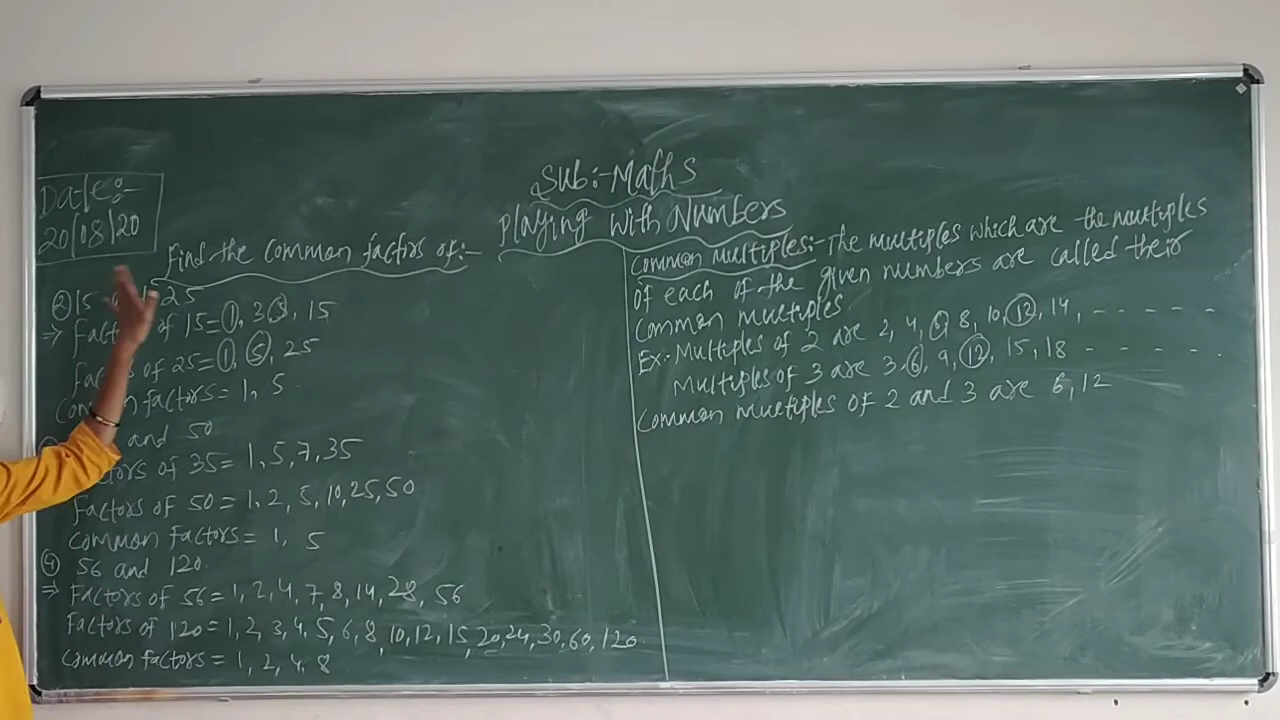 Sub:- Maths
Playing With Numbers
Date:-
20/08/20
Find the Common factors of:-
② 15 25
⇒ Factors of 15= 1, 3, 5, 15
of 25= 1, 5, 25
Common factors= 1, 5
and 50
of 35= 1, 5, 7, 35
Factors of 50= 1, 2, 5, 10, 25, 50
Common Factors= 1, 5
④ 56 and 120.
⇒ Factors of 56= 1, 2, 4, 7, 8, 14, 28, 56
Factors of 120= 1, 2, 3, 4, 5, 6, 8, 10, 12, 15, 20, 24, 30, 60, 120
Common factors= 1, 2, 4, 8
Common multiples:- The multiples which are the multiples
of each of the given numbers are called their
Common multiples.
Ex:- Multiples of 2 are 2, 4, 6, 8, 10, 12, 14, - - - - -
Multiples of 3 are 3, 6, 9, 12, 15, 18 - - - - -
Common multiples of 2 and 3 are 6, 12